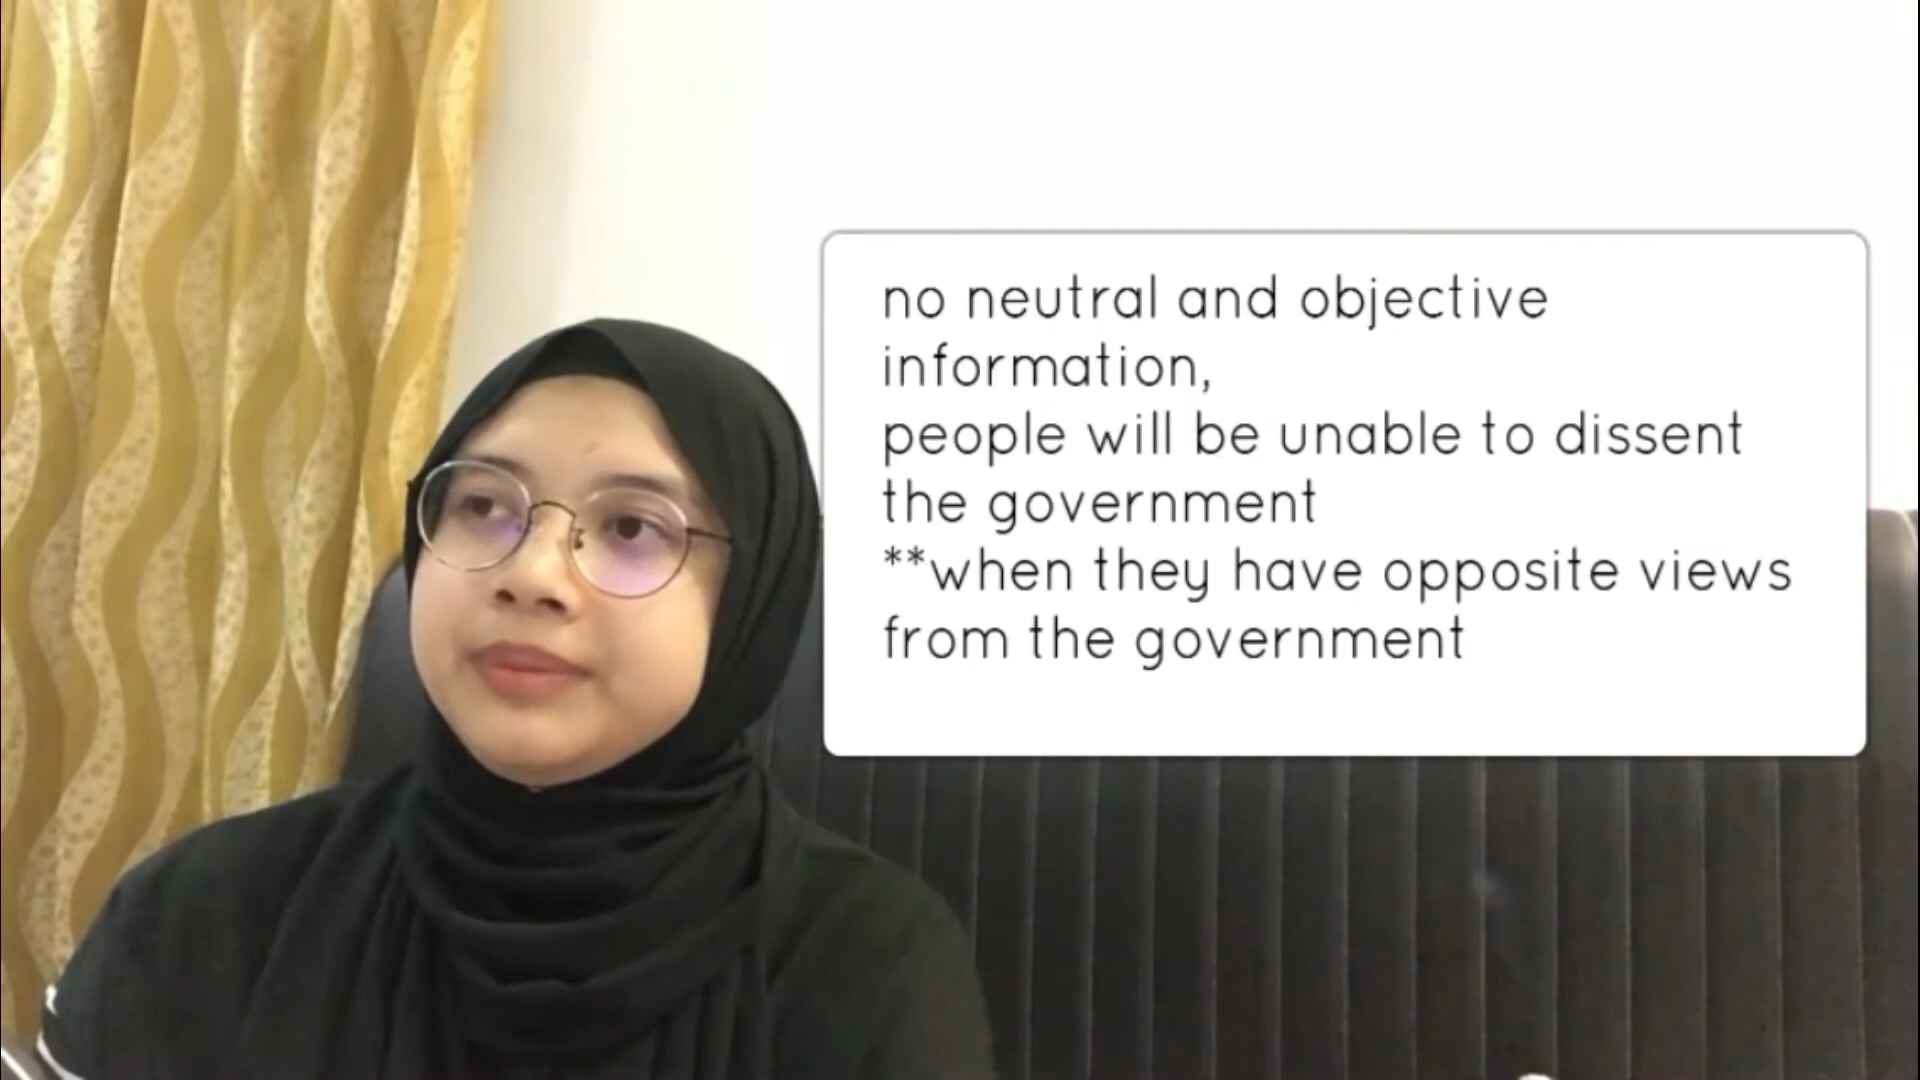 no neutral and objective
information,
people will be unable to dissent
the government
**when they have opposite views
from the government